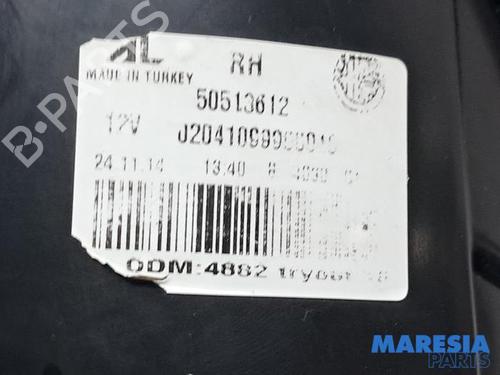 AL
RH
MADE IN TURKEY
50513612
12V
24.11.14
13:40
ODM:4882
B-PARTS
MARESIA
PARTS